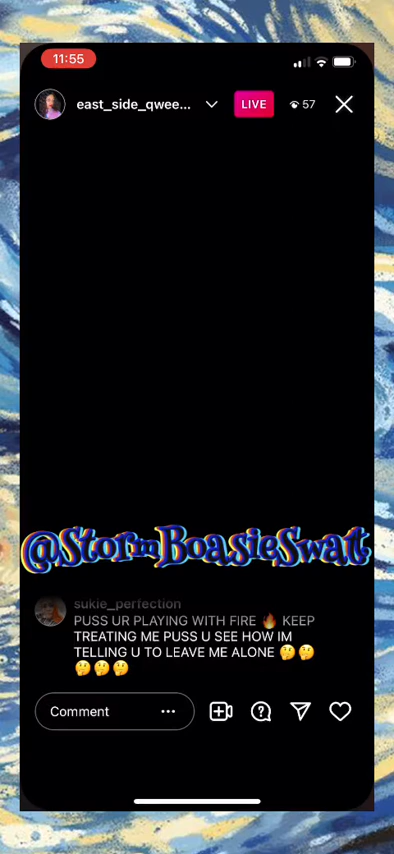 11:55
east_side_qwee...
LIVE
57
@StormBoasieSwatt
sukie_perfection
PUSS UR PLAYING WITH FIRE 🔥 KEEP
TREATING ME PUSS U SEE HOW IM
TELLING U TO LEAVE ME ALONE 🤔🤔
🤔🤔🤔
Comment